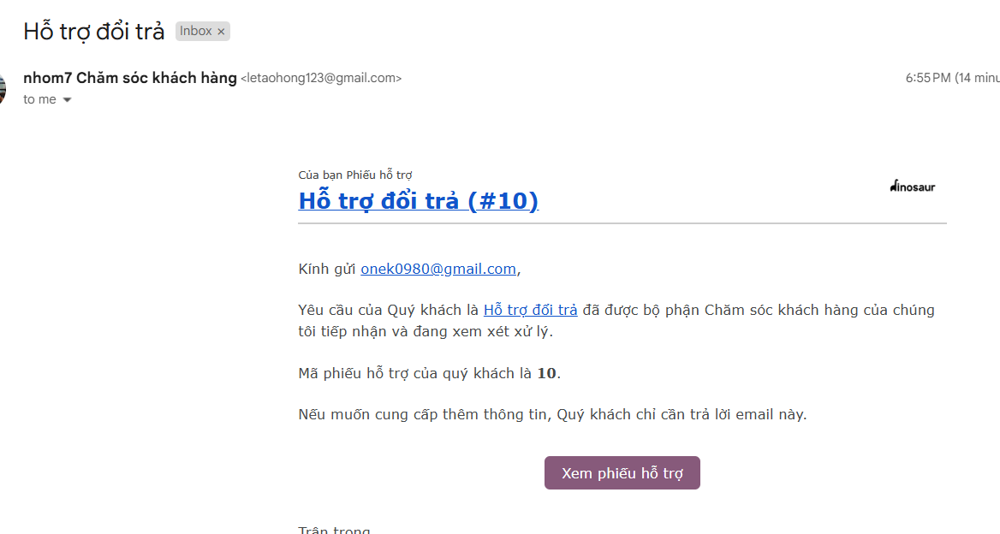 Hỗ trợ đổi trả Inbox ×
nhom7 Chăm sóc khách hàng <letaohong123@gmail.com> 6:55 PM (14 minu
to me
Của bạn Phiếu hỗ trợ
dinosaur
Hỗ trợ đổi trả (#10)
Kính gửi onek0980@gmail.com,
Yêu cầu của Quý khách là Hỗ trợ đổi trả đã được bộ phận Chăm sóc khách hàng của chúng
tôi tiếp nhận và đang xem xét xử lý.
Mã phiếu hỗ trợ của quý khách là 10.
Nếu muốn cung cấp thêm thông tin, Quý khách chỉ cần trả lời email này.
Xem phiếu hỗ trợ
Trân trọng